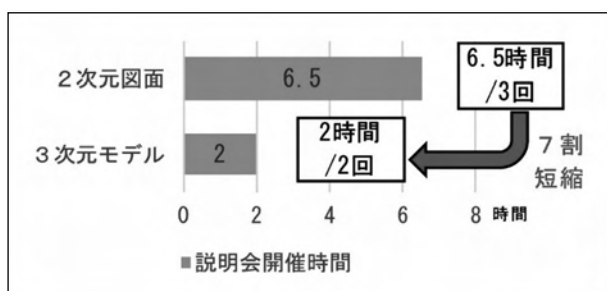 2次元図面
6.5
6.5時間
/3回
3次元モデル
2
2時間
/2回
7割
短縮
0 2 4 6 8 時間
■説明会開催時間